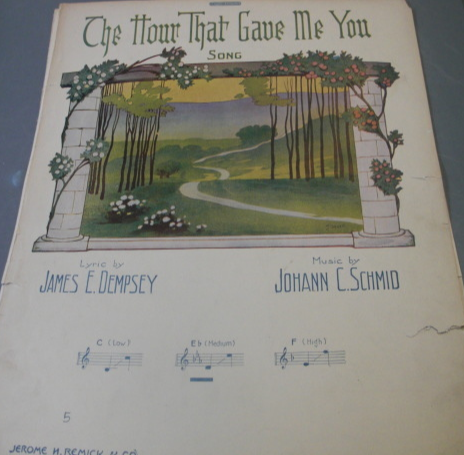 The Hour That Gave Me You
SONG
Lyric by
JAMES E. DEMPSEY
Music by
JOHANN C. SCHMID
C (Low)
Eb (Medium)
F (High)
5
JEROME H. REMICK & CO